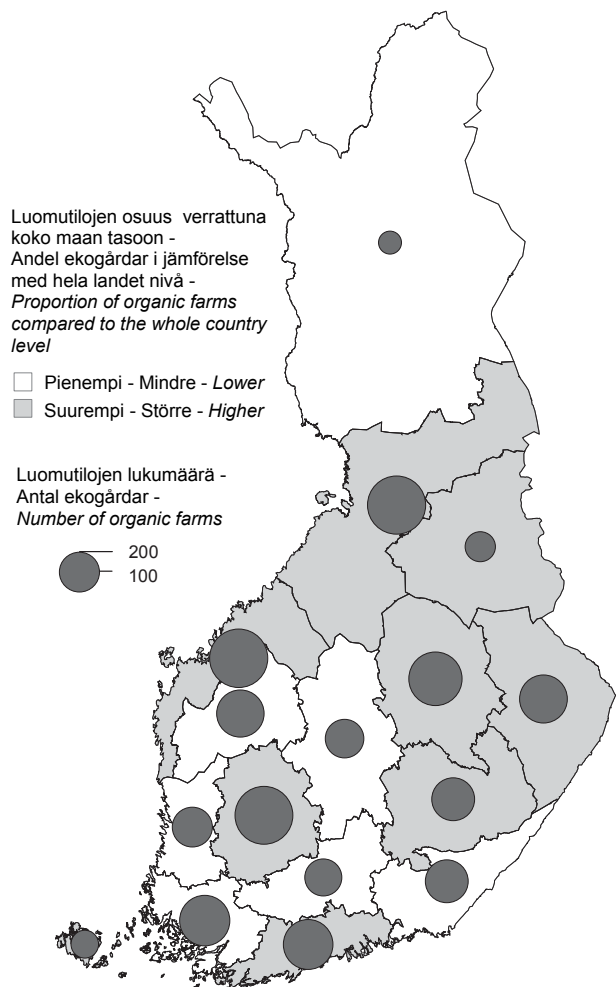 Luomutilojen osuus verrattuna
koko maan tasoon -
Andel ekogårdar i jämförelse
med hela landet nivå -
Proportion of organic farms
compared to the whole country
level
Pienempi - Mindre - Lower
Suurempi - Större - Higher
Luomutilojen lukumäärä -
Antal ekogårdar -
Number of organic farms
200
100